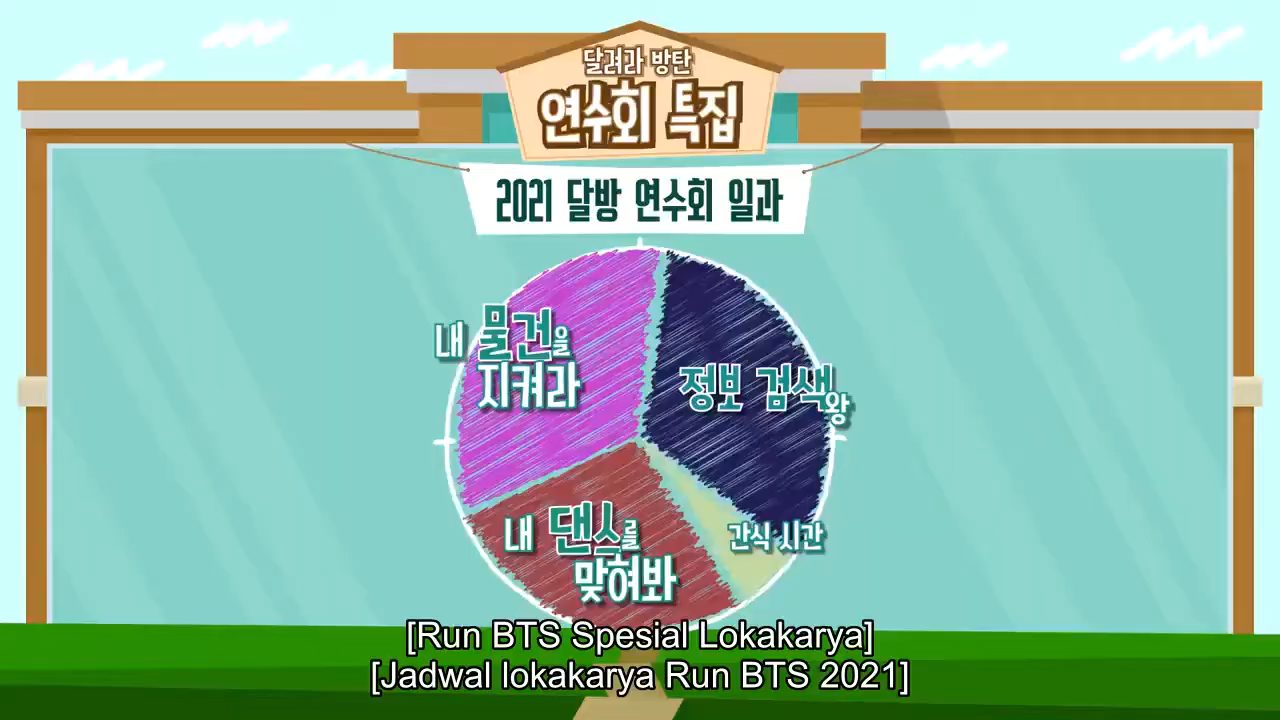 달려라 방탄
연수회 특집
2021 달방 연수회 일과
내 물건을
지켜라
정보 검색왕
내 댄스를
맞혀봐
간식 시간
[Run BTS Spesial Lokakarya]
[Jadwal lokakarya Run BTS 2021]